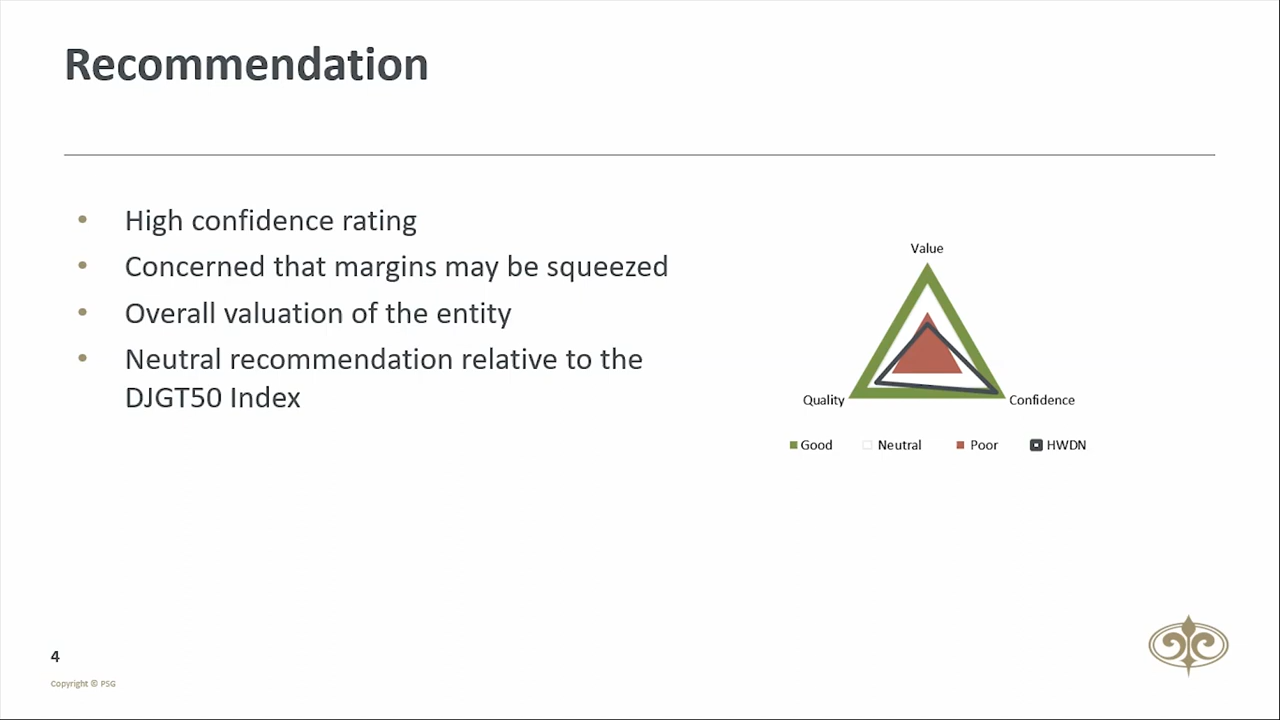 Recommendation
• High confidence rating
• Concerned that margins may be squeezed
• Overall valuation of the entity
• Neutral recommendation relative to the
DJGT50 Index
Value
Quality
Confidence
Good
Neutral
Poor
HWDN
4
Copyright © PSG